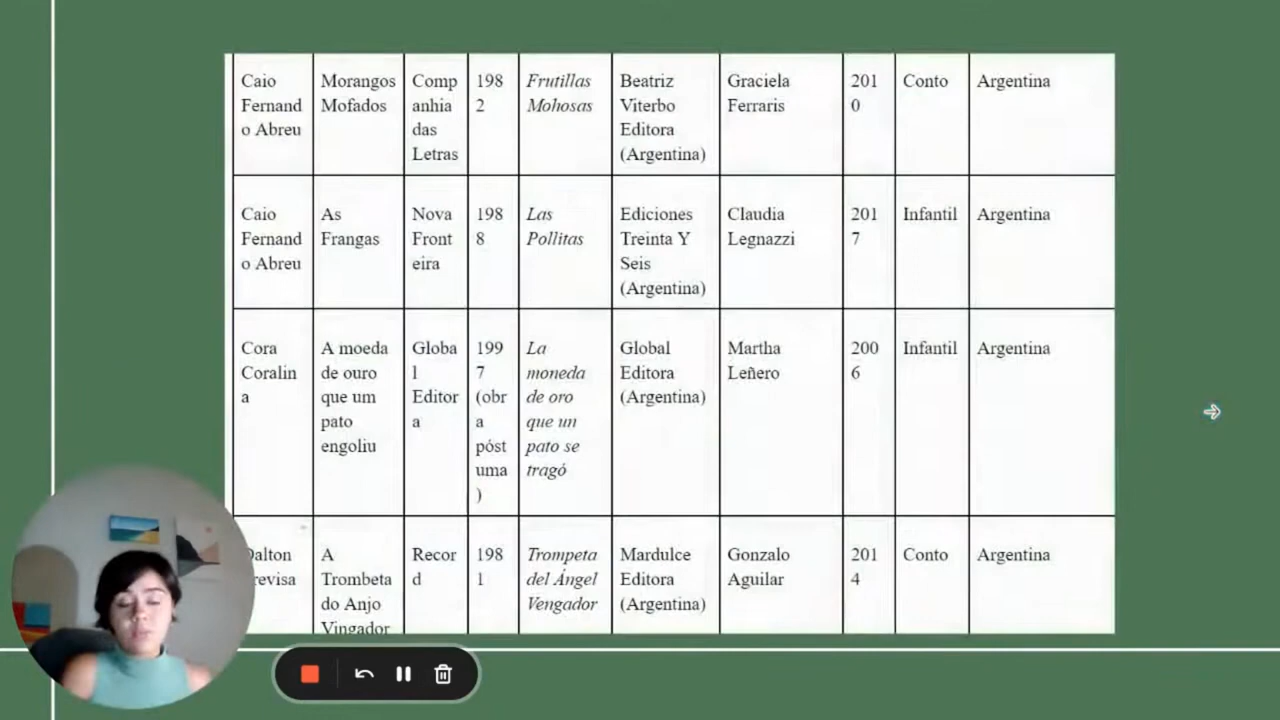 Caio Fernand o Abreu | Morangos Mofados | Comp anhia das Letras | 198 2 | Frutillas Mohosas | Beatriz Viterbo Editora (Argentina) | Graciela Ferraris | 201 0 | Conto | Argentina
Caio Fernand o Abreu | As Frangas | Nova Front eira | 198 8 | Las Pollitas | Ediciones Treinta Y Seis (Argentina) | Claudia Legnazzi | 201 7 | Infantil | Argentina
Cora Coralin a | A moeda de ouro que um pato engoliu | Globa l Editor a | 199 7 (obr a póst uma ) | La moneda de oro que un pato se tragó | Global Editora (Argentina) | Martha Leñero | 200 6 | Infantil | Argentina
Dalton revisa | A Trombeta do Anjo Vingador | Recor d | 198 1 | Trompeta del Ángel Vengador | Mardulce Editora (Argentina) | Gonzalo Aguilar | 201 4 | Conto | Argentina